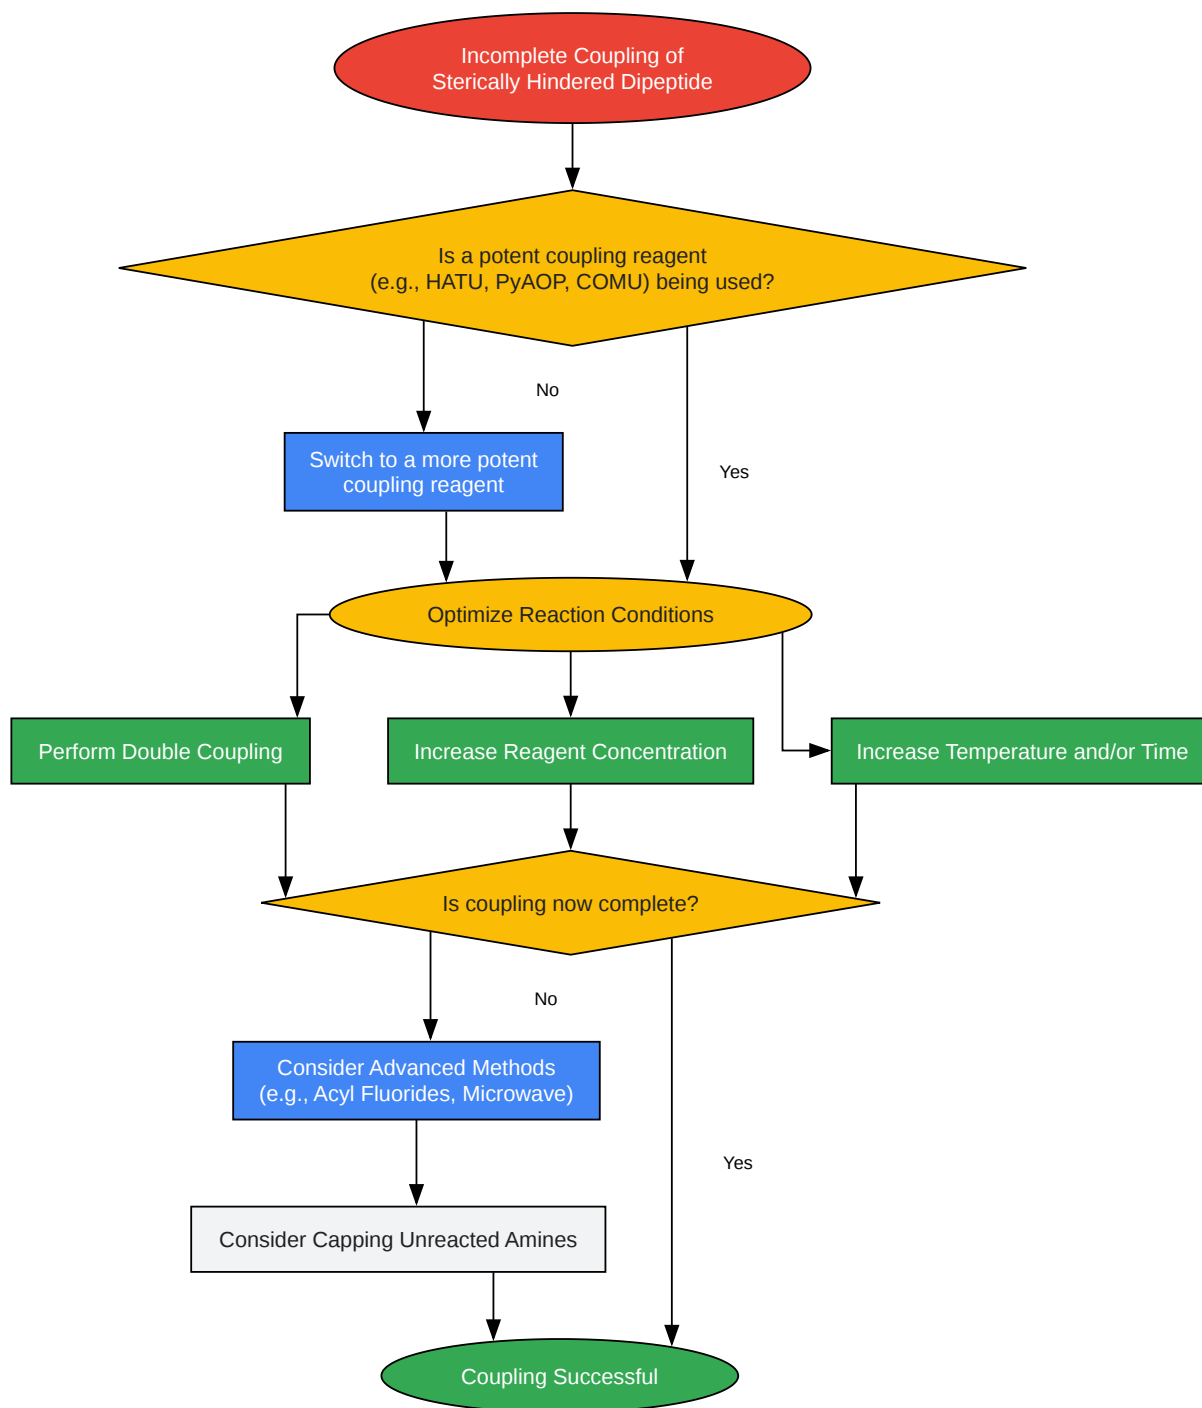 Incomplete Coupling of
Sterically Hindered Dipeptide
Is a potent coupling reagent
(e.g., HATU, PyAOP, COMU) being used?
No
Switch to a more potent
coupling reagent
Yes
Optimize Reaction Conditions
Perform Double Coupling
Increase Reagent Concentration
Increase Temperature and/or Time
Is coupling now complete?
No
Consider Advanced Methods
(e.g., Acyl Fluorides, Microwave)
Yes
Consider Capping Unreacted Amines
Coupling Successful